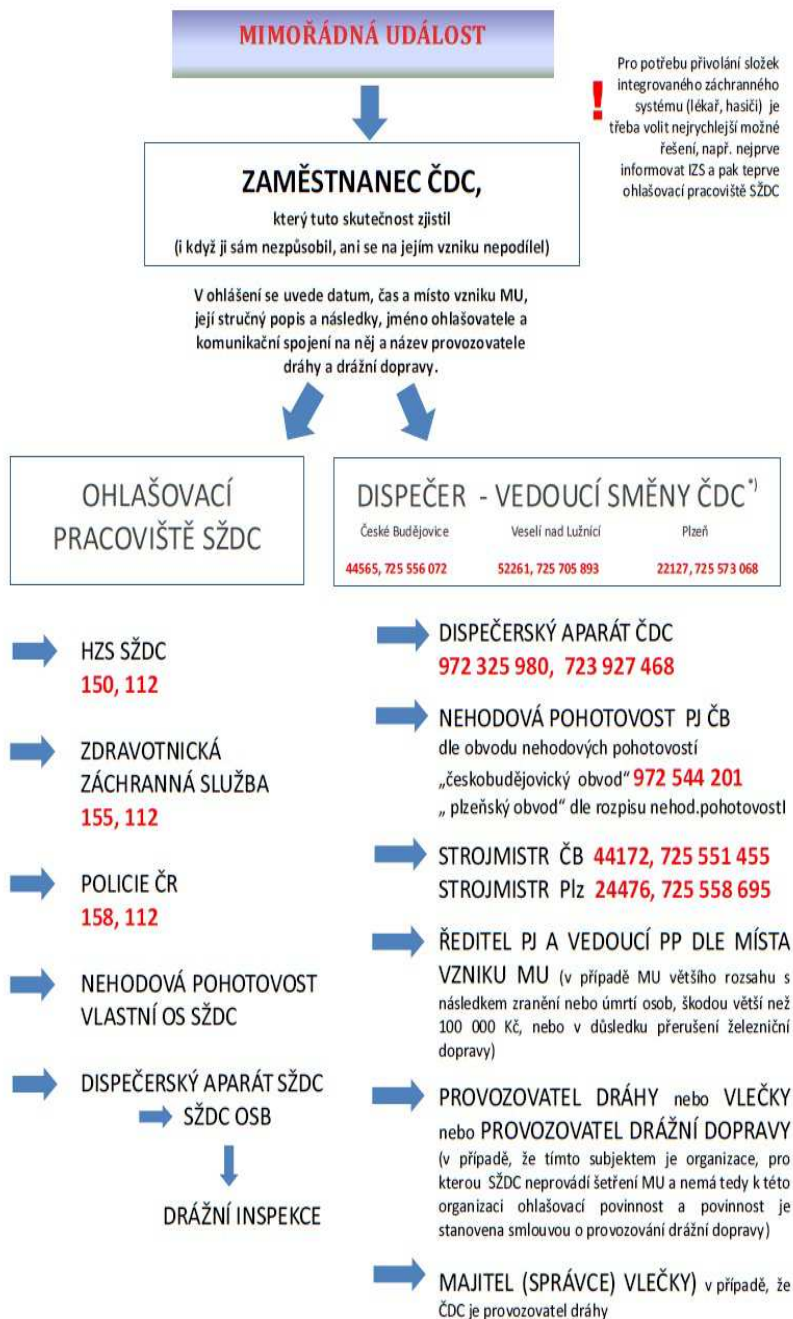 MIMOŘÁDNÁ UDÁLOST
!
Pro potřebu přivolání složek
integrovaného záchranného
systému (lékař, hasiči) je
třeba volit nejrychlejší možné
řešení, např. nejprve
informovat IZS a pak teprve
ohlašovací pracoviště SŽDC
ZAMĚSTNANEC ČDC,
který tuto skutečnost zjistil
(i když ji sám nezpůsobil, ani se na jejím vzniku nepodílel)
V ohlášení se uvede datum, čas a místo vzniku MU,
její stručný popis a následky, jméno ohlašovatele a
komunikační spojení na něj a název provozovatele
dráhy a drážní dopravy.
OHLAŠOVACÍ
PRACOVIŠTĚ SŽDC
HZS SŽDC
150, 112
ZDRAVOTNICKÁ
ZÁCHRANNÁ SLUŽBA
155, 112
POLICIE ČR
158, 112
NEHODOVÁ POHOTOVOST
VLASTNÍ OS SŽDC
DISPEČERSKÝ APARÁT SŽDC
SŽDC OSB
DRÁŽNÍ INSPEKCE
DISPEČER - VEDOUCÍ SMĚNY ČDC*)
České Budějovice Veselí nad Lužnící Plzeň
44565, 725 556 072 52261, 725 705 893 22127, 725 573 068
DISPEČERSKÝ APARÁT ČDC
972 325 980, 723 927 468
NEHODOVÁ POHOTOVOST PJ ČB
dle obvodu nehodových pohotovostí
„českobudějovický obvod“ 972 544 201
„ plzeňský obvod“ dle rozpisu nehod.pohotovostI
STROJMISTR ČB 44172, 725 551 455
STROJMISTR Plz 24476, 725 558 695
ŘEDITEL PJ A VEDOUCÍ PP DLE MÍSTA
VZNIKU MU (v případě MU většího rozsahu s
následkem zranění nebo úmrtí osob, škodou větší než
100 000 Kč, nebo v důsledku přerušení železniční
dopravy)
PROVOZOVATEL DRÁHY nebo VLEČKY
nebo PROVOZOVATEL DRÁŽNÍ DOPRAVY
(v případě, že tímto subjektem je organizace, pro
kterou SŽDC neprovádí šetření MU a nemá tedy k této
organizaci ohlašovací povinnost a povinnost je
stanovena smlouvou o provozování drážní dopravy)
MAJITEL (SPRÁVCE) VLEČKY) v případě, že
ČDC je provozovatel dráhy